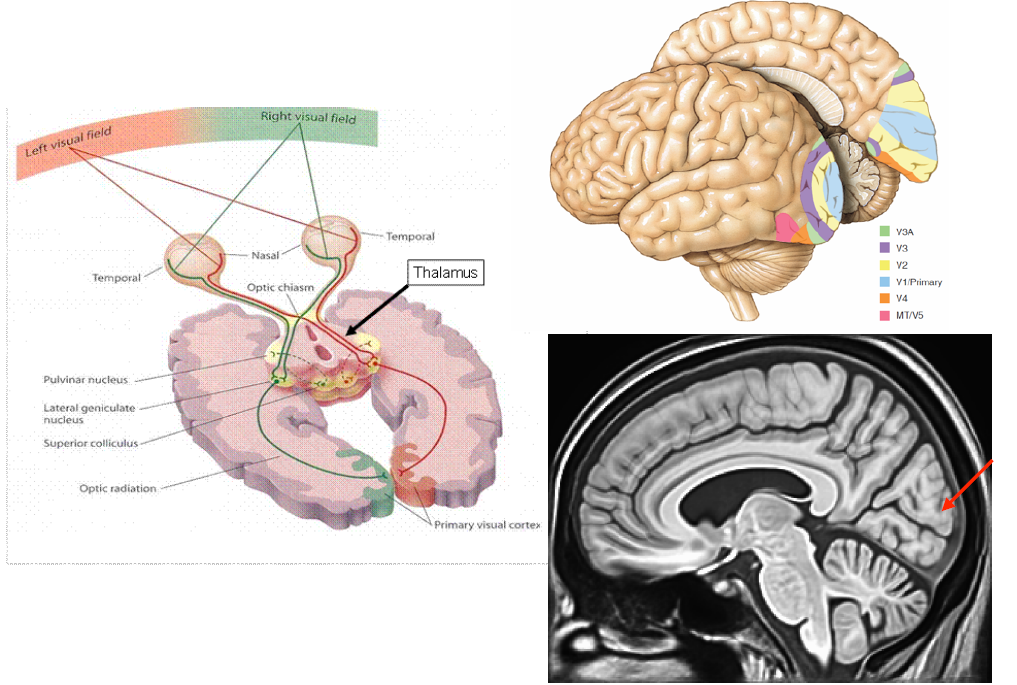 Left visual field
Right visual field
Temporal
Nasal
Temporal
Optic chiasm
Thalamus
Pulvinar nucleus
Lateral geniculate
nucleus
Superior colliculus
Optic radiation
Primary visual cortex
V3A
V3
V2
V1/Primary
V4
MT/V5